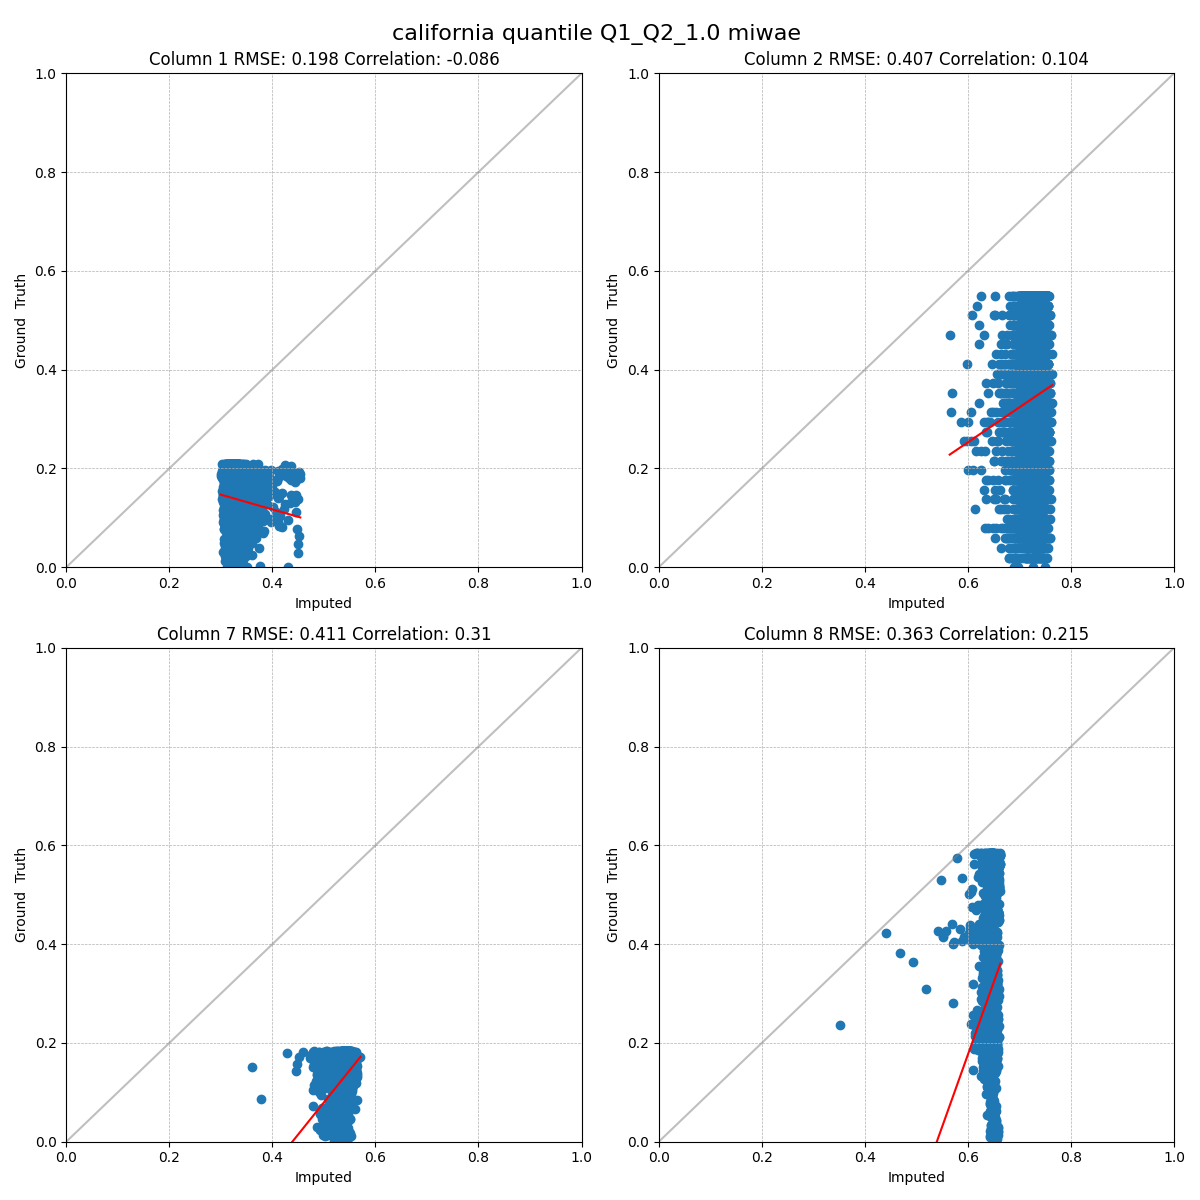 california quantile Q1_Q2_1.0 miwae
Column 1 RMSE: 0.198 Correlation: -0.086
1.0
0.8
0.6
0.4
0.2
0.0
Ground Truth
0.0 0.2 0.4 0.6 0.8 1.0
Imputed
Column 2 RMSE: 0.407 Correlation: 0.104
1.0
0.8
0.6
0.4
0.2
0.0
Ground Truth
0.0 0.2 0.4 0.6 0.8 1.0
Imputed
Column 7 RMSE: 0.411 Correlation: 0.31
1.0
0.8
0.6
0.4
0.2
0.0
Ground Truth
0.0 0.2 0.4 0.6 0.8 1.0
Imputed
Column 8 RMSE: 0.363 Correlation: 0.215
1.0
0.8
0.6
0.4
0.2
0.0
Ground Truth
0.0 0.2 0.4 0.6 0.8 1.0
Imputed